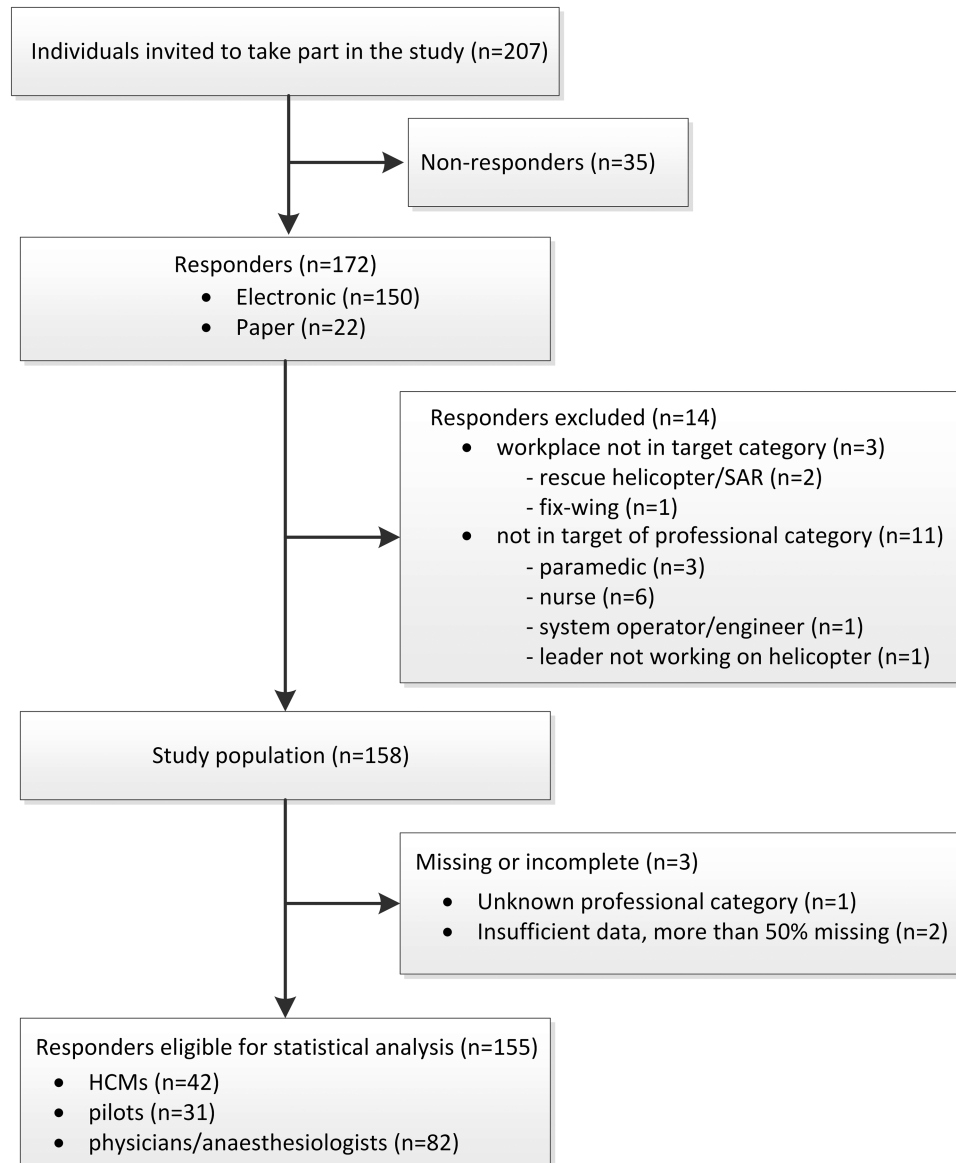 Individuals invited to take part in the study (n=207)
Non-responders (n=35)
Responders (n=172)
• Electronic (n=150)
• Paper (n=22)
Responders excluded (n=14)
• workplace not in target category (n=3)
- rescue helicopter/SAR (n=2)
- fix-wing (n=1)
• not in target of professional category (n=11)
- paramedic (n=3)
- nurse (n=6)
- system operator/engineer (n=1)
- leader not working on helicopter (n=1)
Study population (n=158)
Missing or incomplete (n=3)
• Unknown professional category (n=1)
• Insufficient data, more than 50% missing (n=2)
Responders eligible for statistical analysis (n=155)
• HCMs (n=42)
• pilots (n=31)
• physicians/anaesthesiologists (n=82)